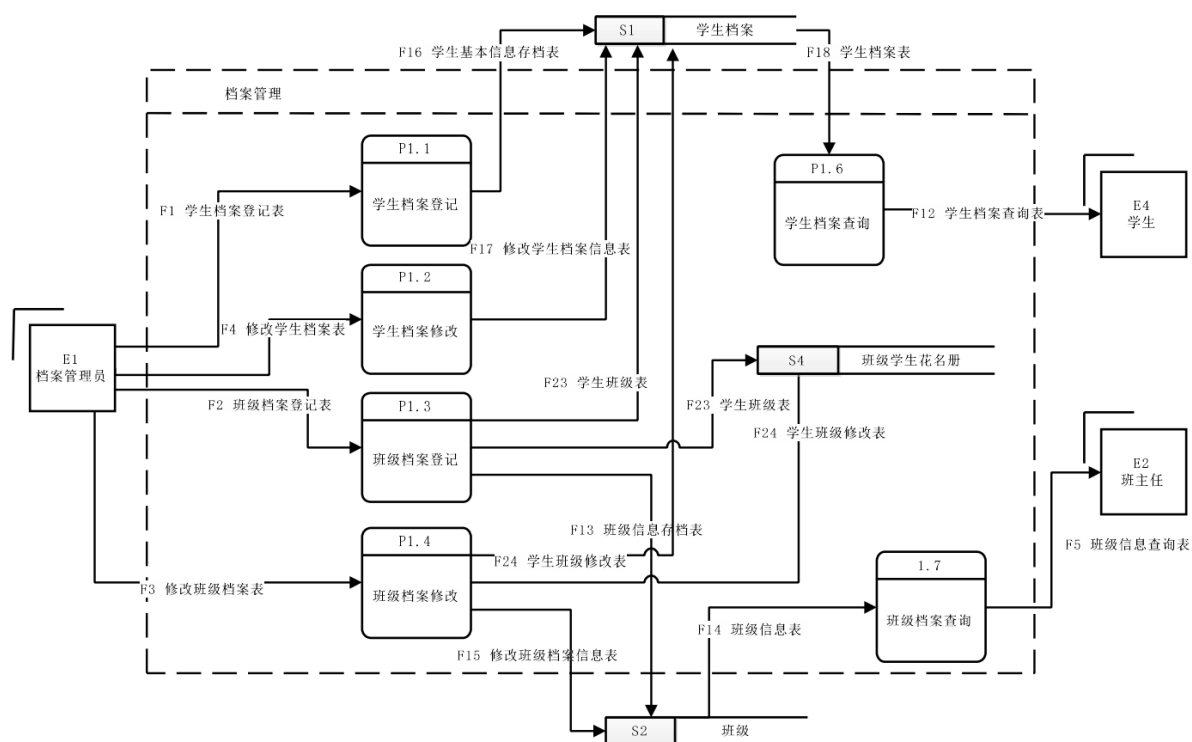 S1 学生档案
F16 学生基本信息存档表
F18 学生档案表
档案管理
P1.1
学生档案登记
P1.6
学生档案查询
F1 学生档案登记表
F12 学生档案查询表
E4
学生
F17 修改学生档案信息表
P1.2
学生档案修改
F4 修改学生档案表
E1
档案管理员
S4 班级学生花名册
F23 学生班级表
F2 班级档案登记表
P1.3
班级档案登记
F23 学生班级表
F24 学生班级修改表
E2
班主任
F13 班级信息存档表
P1.4
班级档案修改
F24 学生班级修改表
F5 班级信息查询表
1.7
班级档案查询
F3 修改班级档案表
F14 班级信息表
F15 修改班级档案信息表
S2 班级